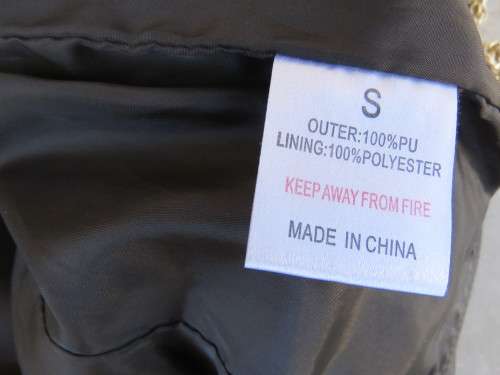 S
OUTER:100%PU
LINING:100%POLYESTER
KEEP AWAY FROM FIRE
MADE IN CHINA